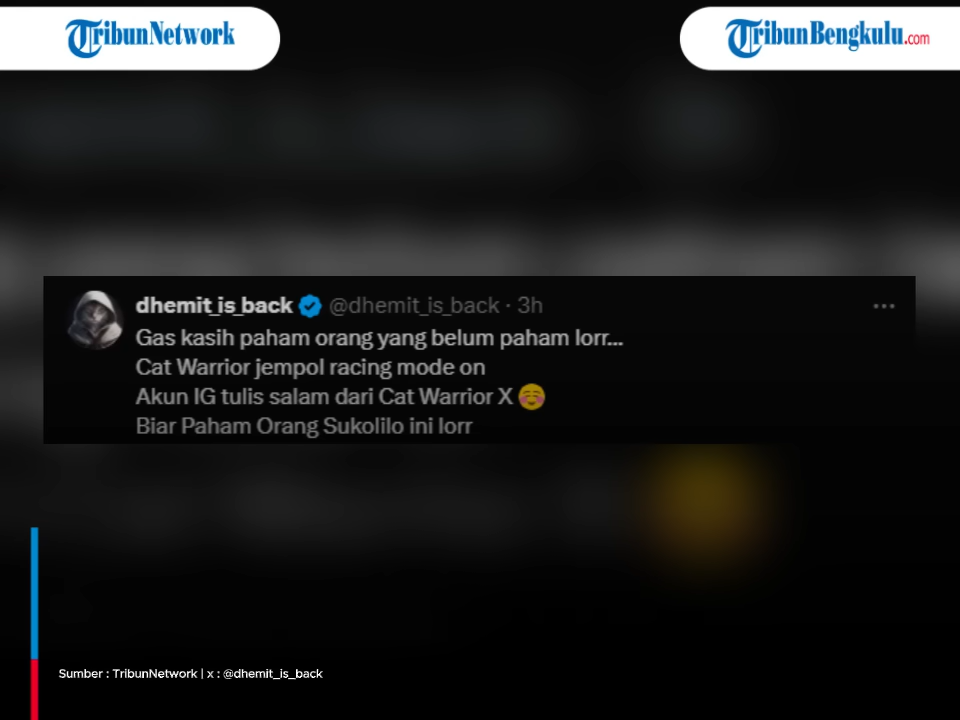 TribunNetwork
TribunBengkulu.com
dhemit_is_back @dhemit_is_back · 3h
Gas kasih paham orang yang belum paham lorr...
Cat Warrior jempol racing mode on
Akun IG tulis salam dari Cat Warrior X ☺️
Biar Paham Orang Sukolilo ini lorr
Sumber : TribunNetwork | x : @dhemit_is_back